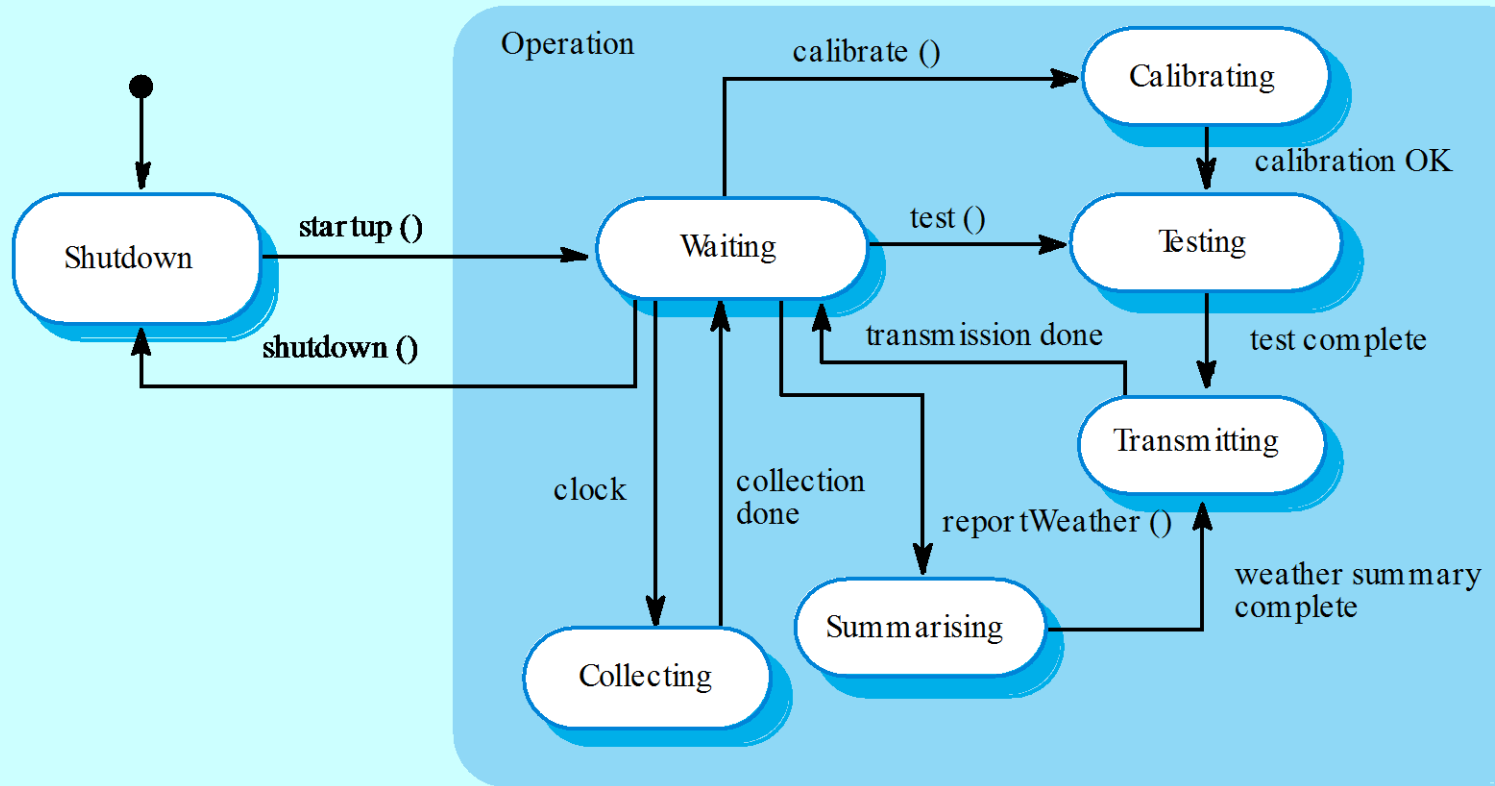 Operation
calibrate ()
Calibrating
calibration OK
startup ()
Shutdown
Waiting
test ()
Testing
shutdown ()
transmission done
test complete
Transmitting
clock
collection
done
reportWeather ()
weather summary
complete
Summarising
Collecting